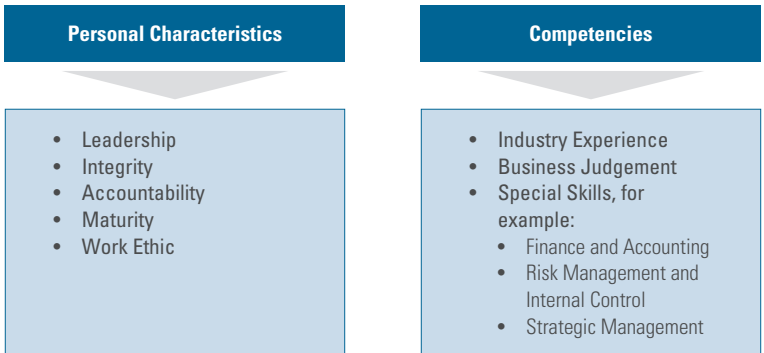 Personal Characteristics
• Leadership
• Integrity
• Accountability
• Maturity
• Work Ethic
Competencies
• Industry Experience
• Business Judgement
• Special Skills, for
example:
• Finance and Accounting
• Risk Management and
Internal Control
• Strategic Management